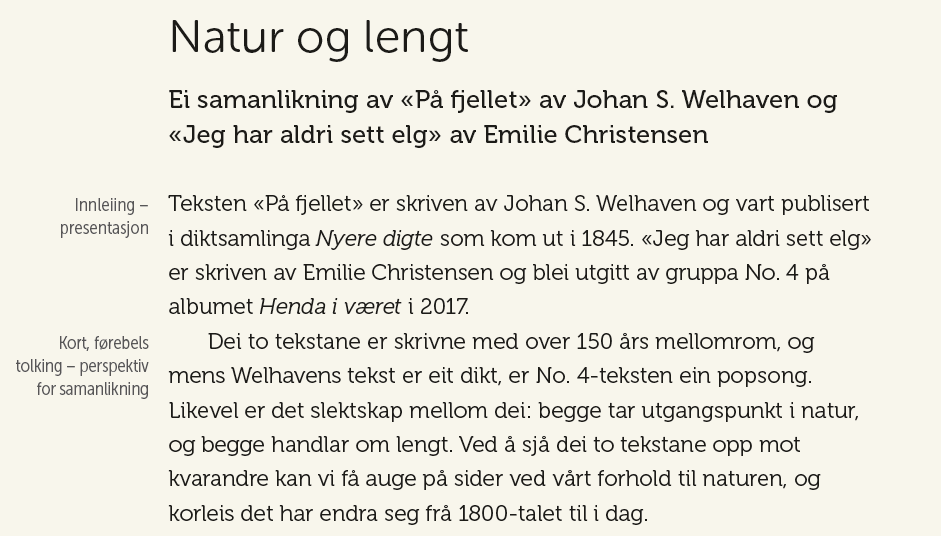 Natur og lengt
Ei samanlikning av «På fjellet» av Johan S. Welhaven og
«Jeg har aldri sett elg» av Emilie Christensen
Innleiing –
presentasjon
Teksten «På fjellet» er skriven av Johan S. Welhaven og vart publisert
i diktsamlinga Nyere digte som kom ut i 1845. «Jeg har aldri sett elg»
er skriven av Emilie Christensen og blei utgitt av gruppa No. 4 på
albumet Henda i været i 2017.
Kort, førebels
tolking – perspektiv
for samanlikning
Dei to tekstane er skrivne med over 150 års mellomrom, og
mens Welhavens tekst er eit dikt, er No. 4-teksten ein popsong.
Likevel er det slektskap mellom dei: begge tar utgangspunkt i natur,
og begge handlar om lengt. Ved å sjå dei to tekstane opp mot
kvarandre kan vi få auge på sider ved vårt forhold til naturen, og
korleis det har endra seg frå 1800-talet til i dag.